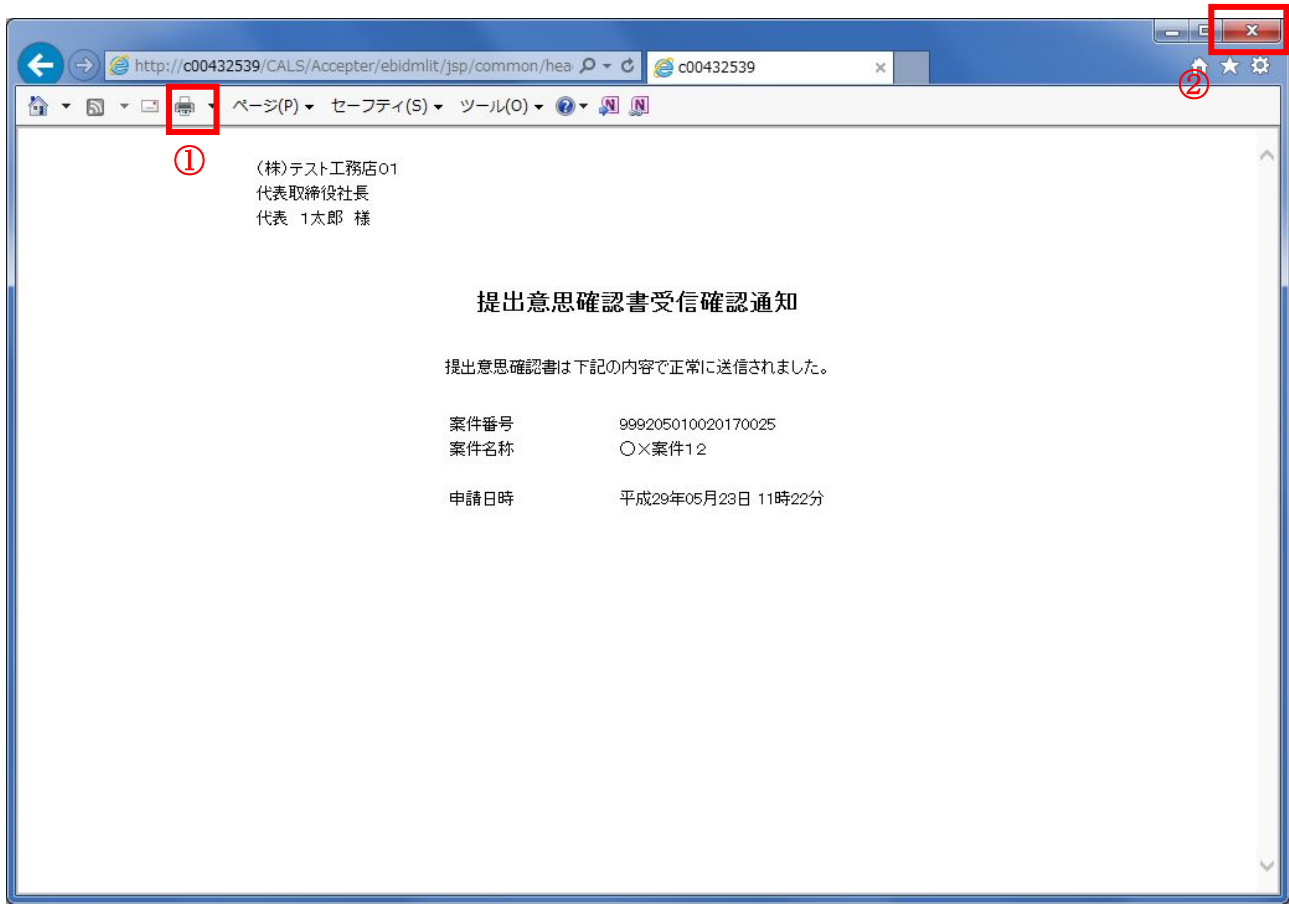 ②
http://c00432539/CALS/Accepter/ebidmlit/jsp/common/hea
c00432539
ページ(P) セーフティ(S) ツール(O)
①
(株)テスト工務店01
代表取締役社長
代表 1太郎 様
提出意思確認書受信確認通知
提出意思確認書は下記の内容で正常に送信されました。
案件番号 999205010020170025
案件名称 ○×案件12
申請日時 平成29年05月23日 11時22分